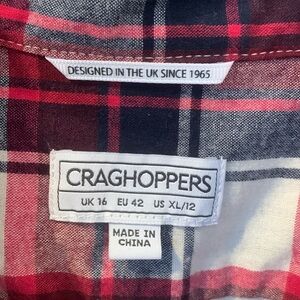 DESIGNED IN THE UK SINCE 1965
CRAGHOPPERS
UK 16 EU 42 US XL/12
MADE IN
CHINA